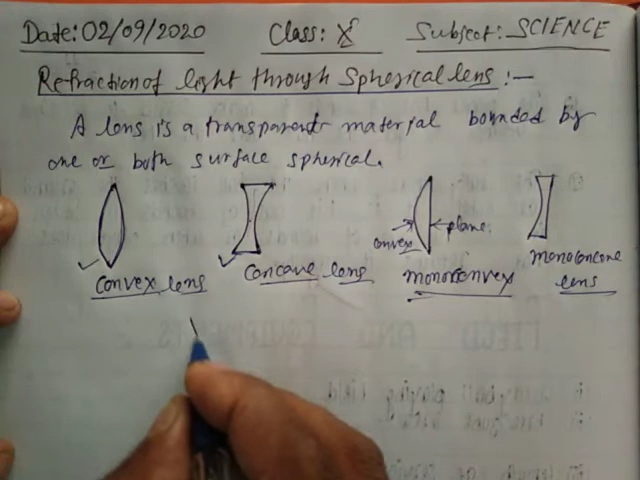 Date: 02/09/2020 Class: X Subject: SCIENCE
Refraction of light through Spherical lens :-
A lens is a transparent material bounded by
one or both surface spherical.
convex plane.
convex lens concave lens monoconvex monoconcave
lens